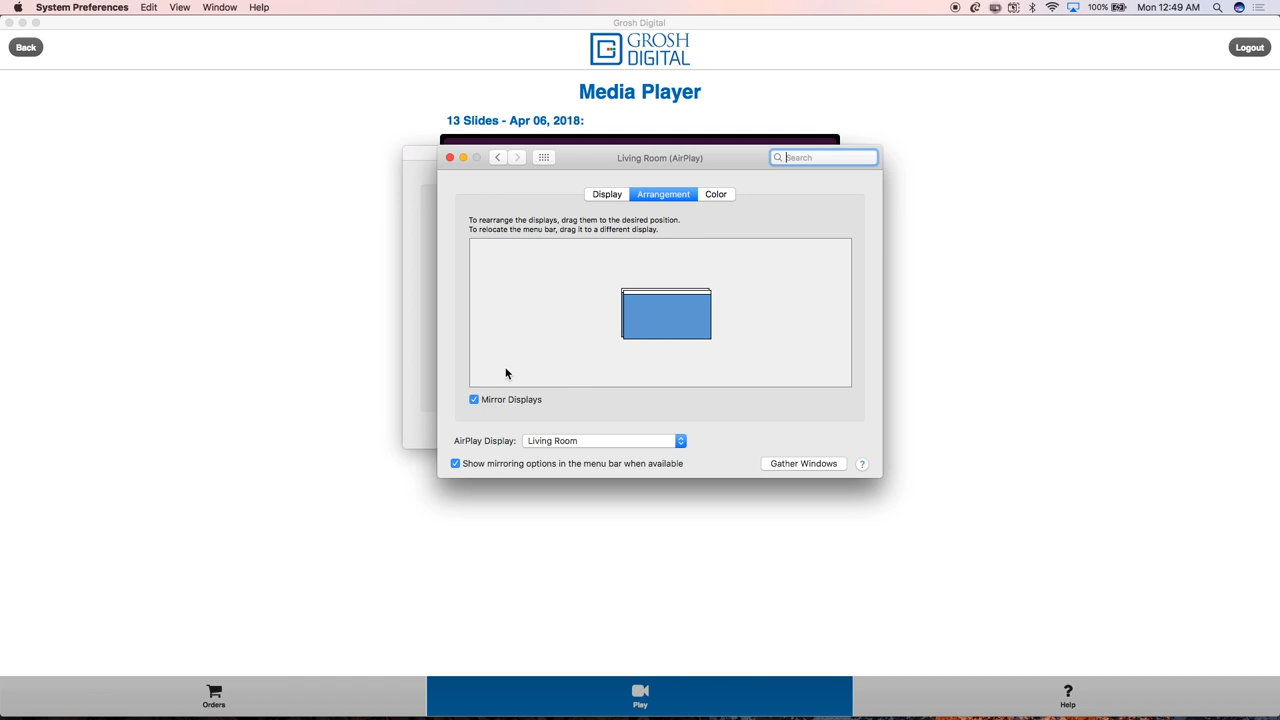 System Preferences Edit View Window Help
100% Mon 12:49 AM
Grosh Digital
Back
GROSH
DIGITAL
Logout
Media Player
13 Slides - Apr 06, 2018:
Living Room (AirPlay)
Search
Display Arrangement Color
To rearrange the displays, drag them to the desired position.
To relocate the menu bar, drag it to a different display.
Mirror Displays
AirPlay Display: Living Room
Show mirroring options in the menu bar when available
Gather Windows ?
Orders
Play
?
Help